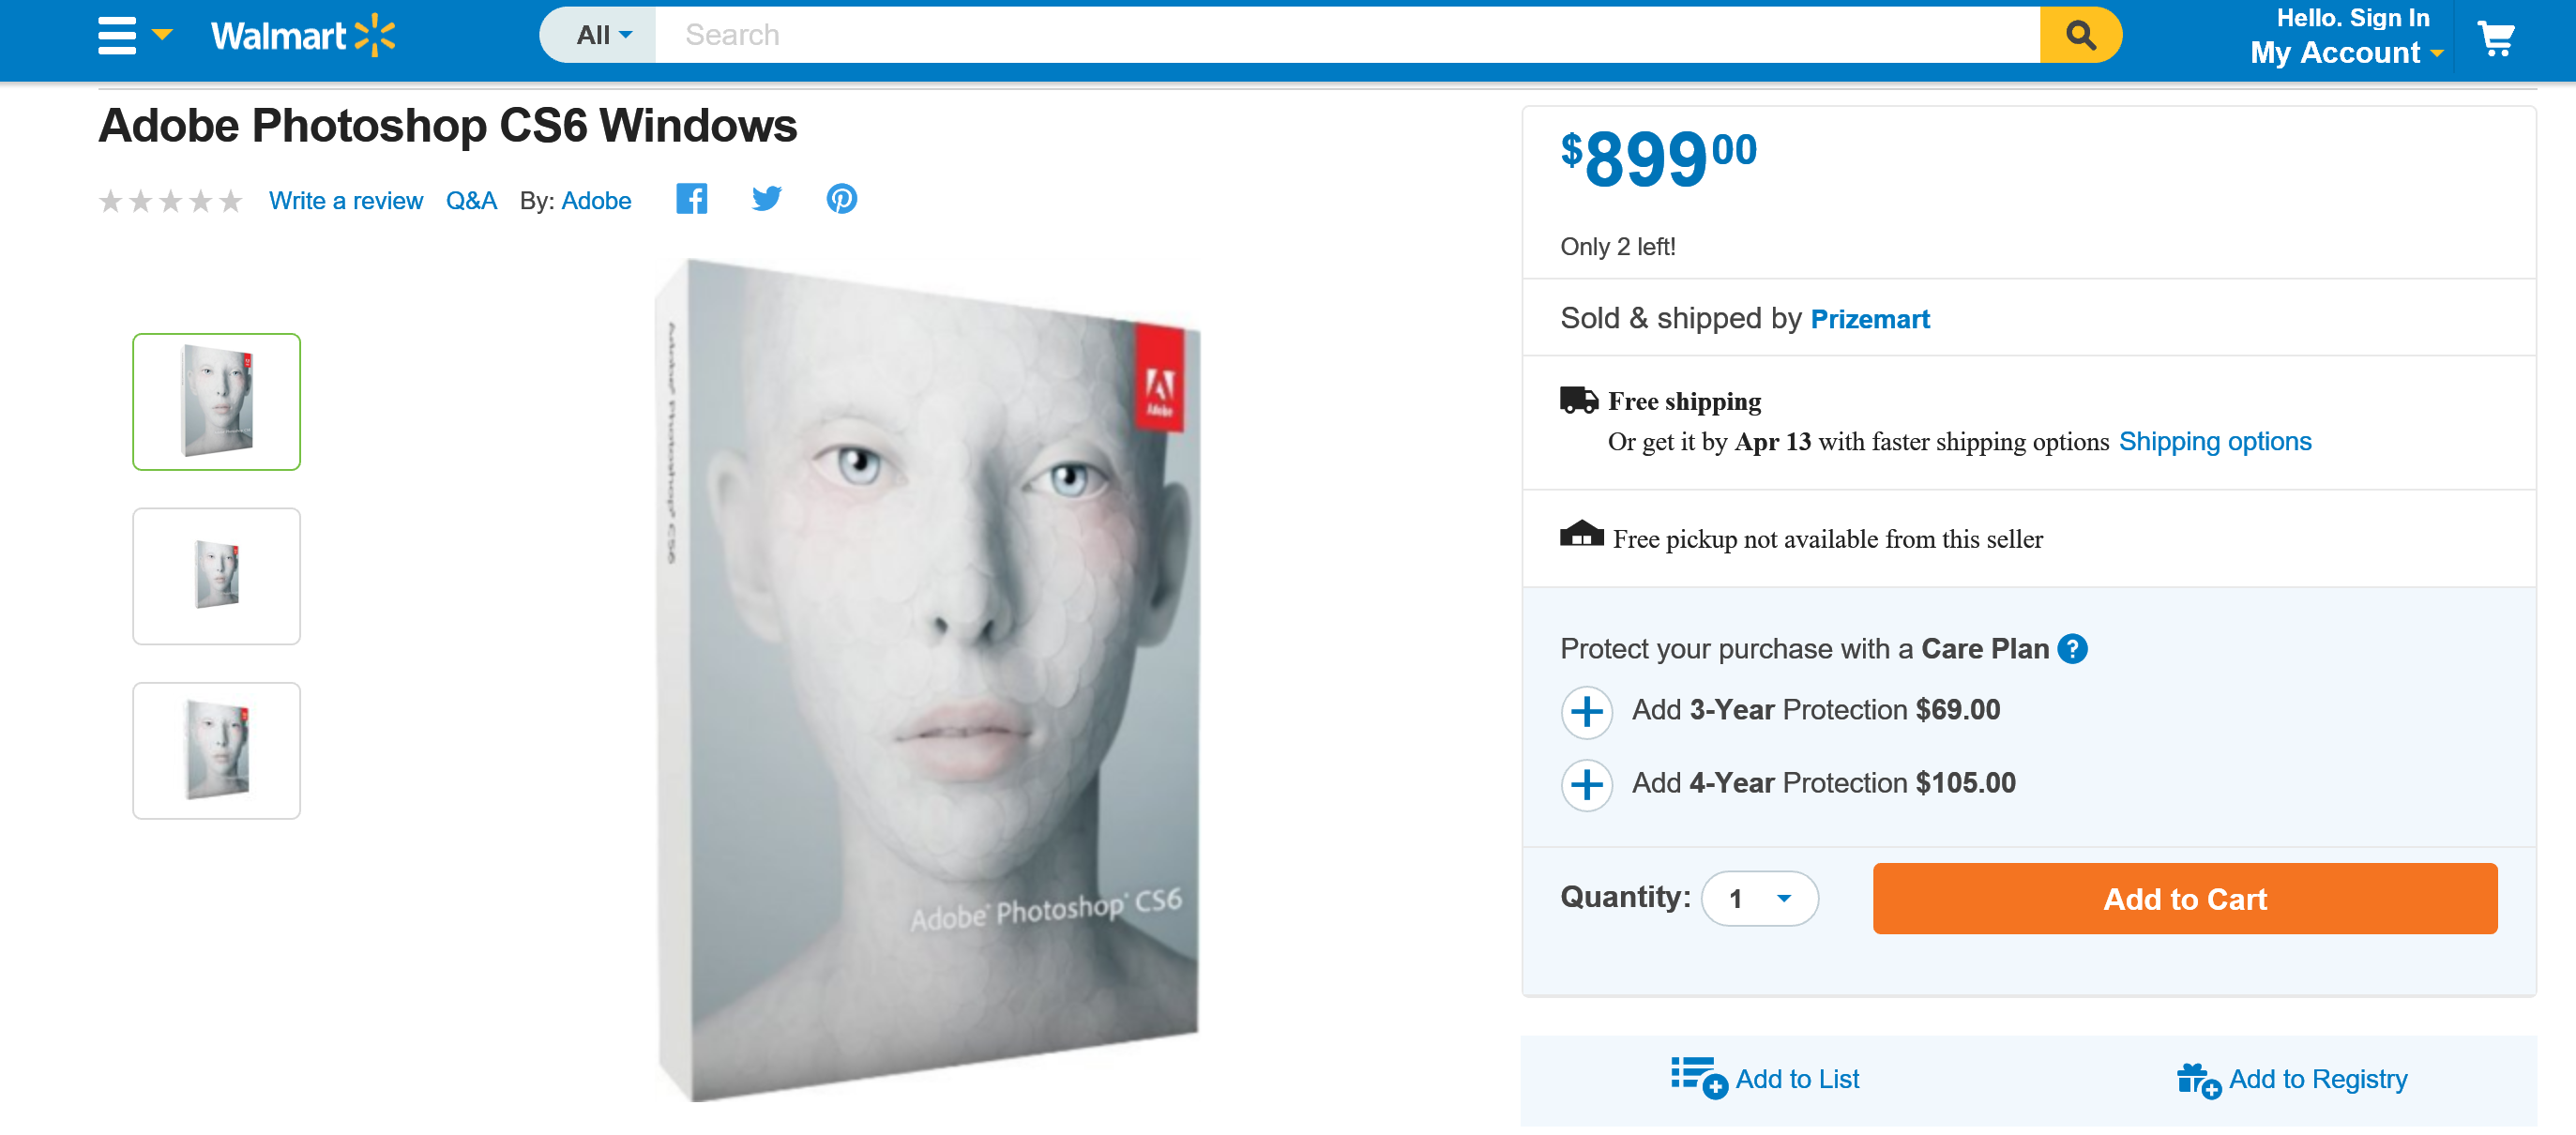 Walmart
All
Search
Hello. Sign In
My Account
Adobe Photoshop CS6 Windows
Write a review Q&A By: Adobe
$899 00
Only 2 left!
Sold & shipped by Prizemart
Free shipping
Or get it by Apr 13 with faster shipping options Shipping options
Free pickup not available from this seller
Protect your purchase with a Care Plan ?
Add 3-Year Protection $69.00
Add 4-Year Protection $105.00
Quantity: 1
Add to Cart
Add to List
Add to Registry
Adobe® Photoshop® CS6
Adobe
Adobe® Photoshop® CS6